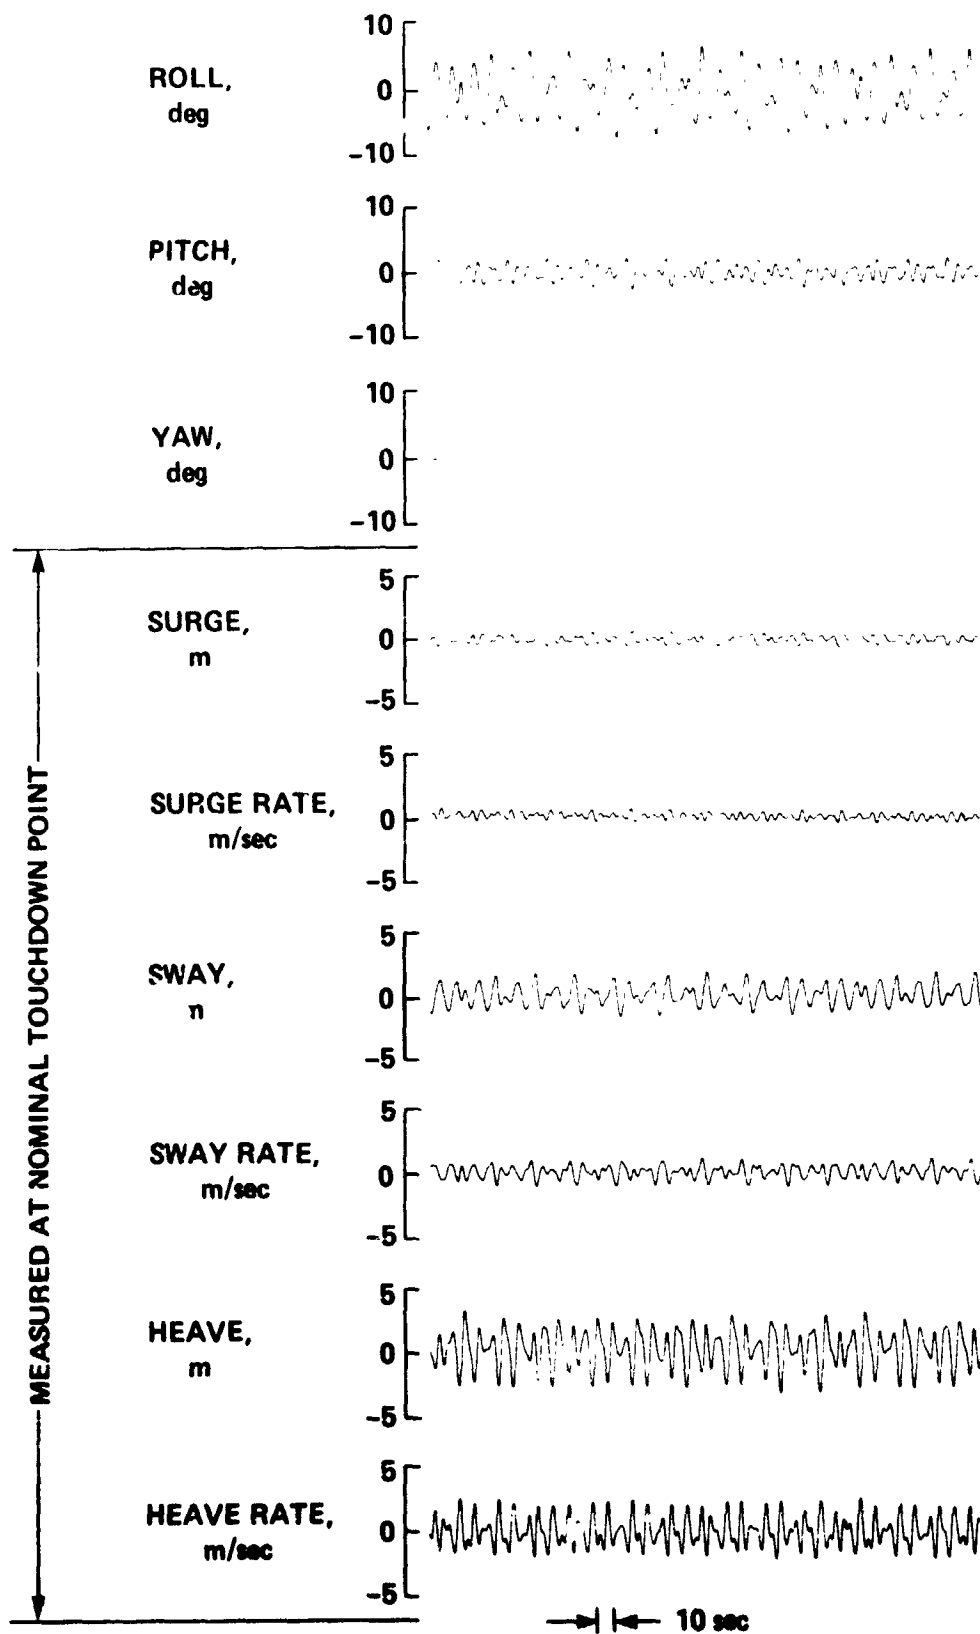 10
ROLL,
deg
0
-10
10
PITCH,
deg
0
-10
10
YAW,
deg
0
-10
MEASURED AT NOMINAL TOUCHDOWN POINT
5
SURGE,
m
0
-5
5
SURGE RATE,
m/sec
0
-5
5
SWAY,
n
0
-5
5
SWAY RATE,
m/sec
0
-5
5
HEAVE,
m
0
-5
5
HEAVE RATE,
m/sec
0
-5
10 sec